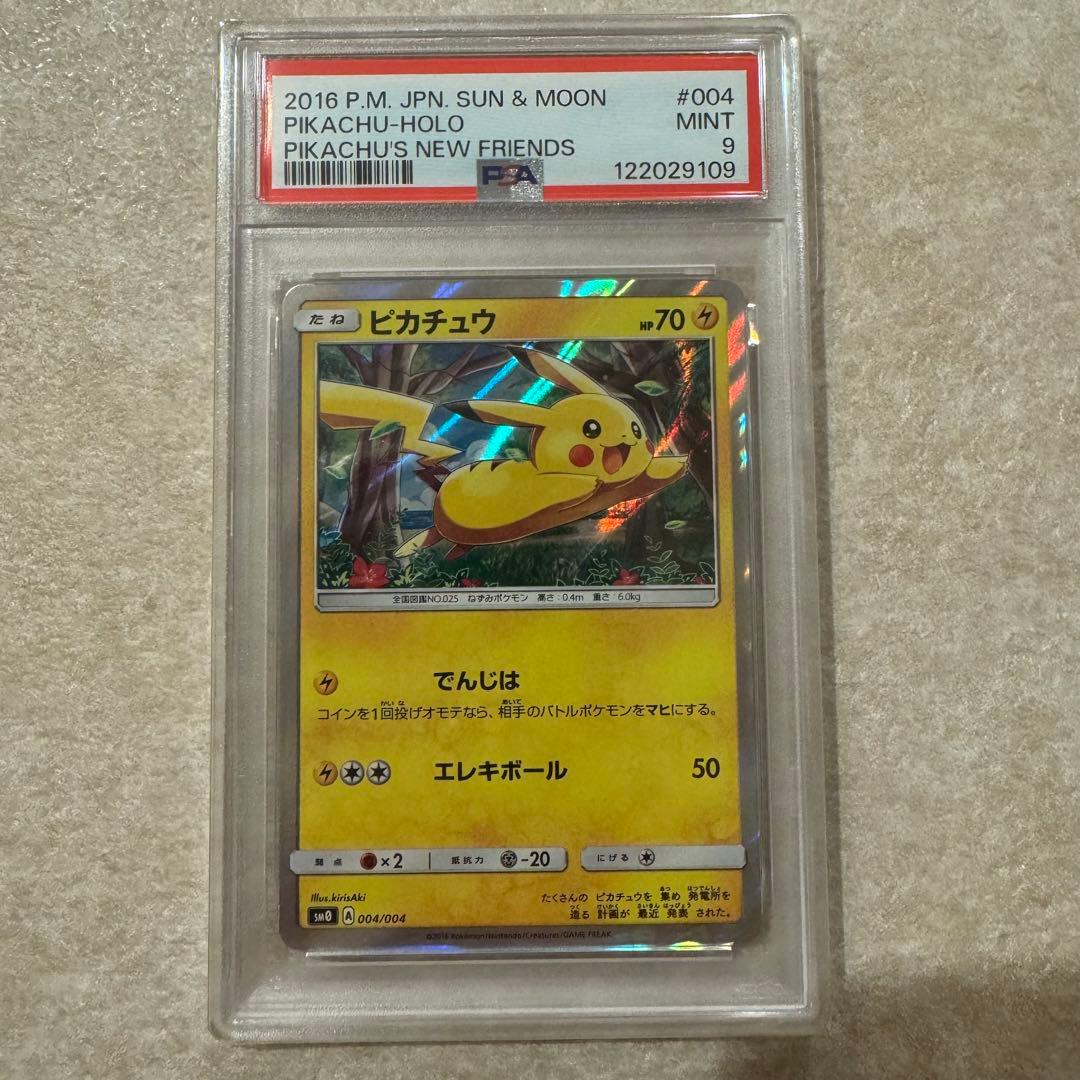 2016 P.M. JPN. SUN & MOON #004
PIKACHU-HOLO MINT
PIKACHU'S NEW FRIENDS 9
PSA 122029109
たね ピカチュウ HP70
全国図鑑NO.025 ねずみポケモン 高さ:0.4m 重さ:6.0kg
でんじは
コインを1回投げオモテなら、相手のバトルポケモンをマヒにする。
エレキボール 50
弱点 ×2 抵抗力 -20 にげる
Illus.kirisAki
たくさんの ピカチュウを 集め 発電所を
造る 計画が 最近 発表 された。
SM0 A 004/004
©2016 Pokémon/Nintendo/Creatures/GAME FREAK.